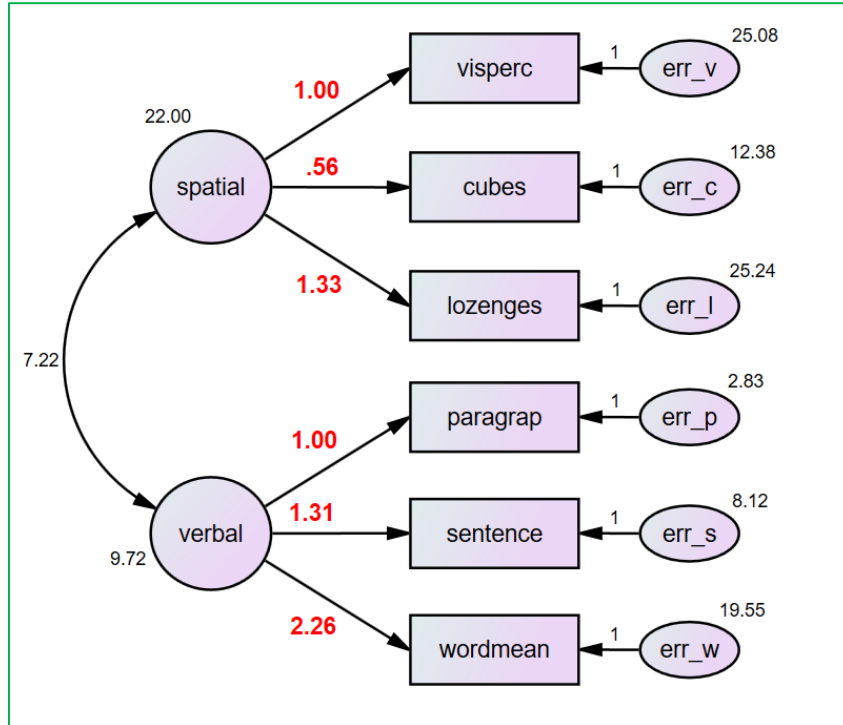 25.08
1.00
visperc
1
err_v
22.00
12.38
spatial
.56
cubes
1
err_c
25.24
1.33
lozenges
1
err_l
7.22
2.83
1.00
paragrap
1
err_p
8.12
verbal
1.31
sentence
1
err_s
9.72
19.55
2.26
wordmean
1
err_w